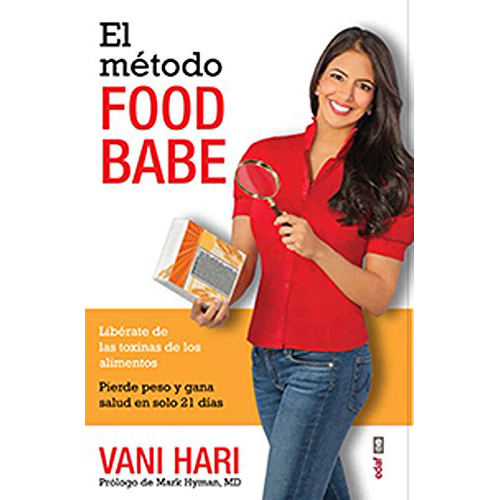 El
método
FOOD
BABE
Libérate de
las toxinas de los
alimentos
Pierde peso y gana
salud en solo 21 días
VANI HARI
Prólogo de Mark Hyman, MD
edaf